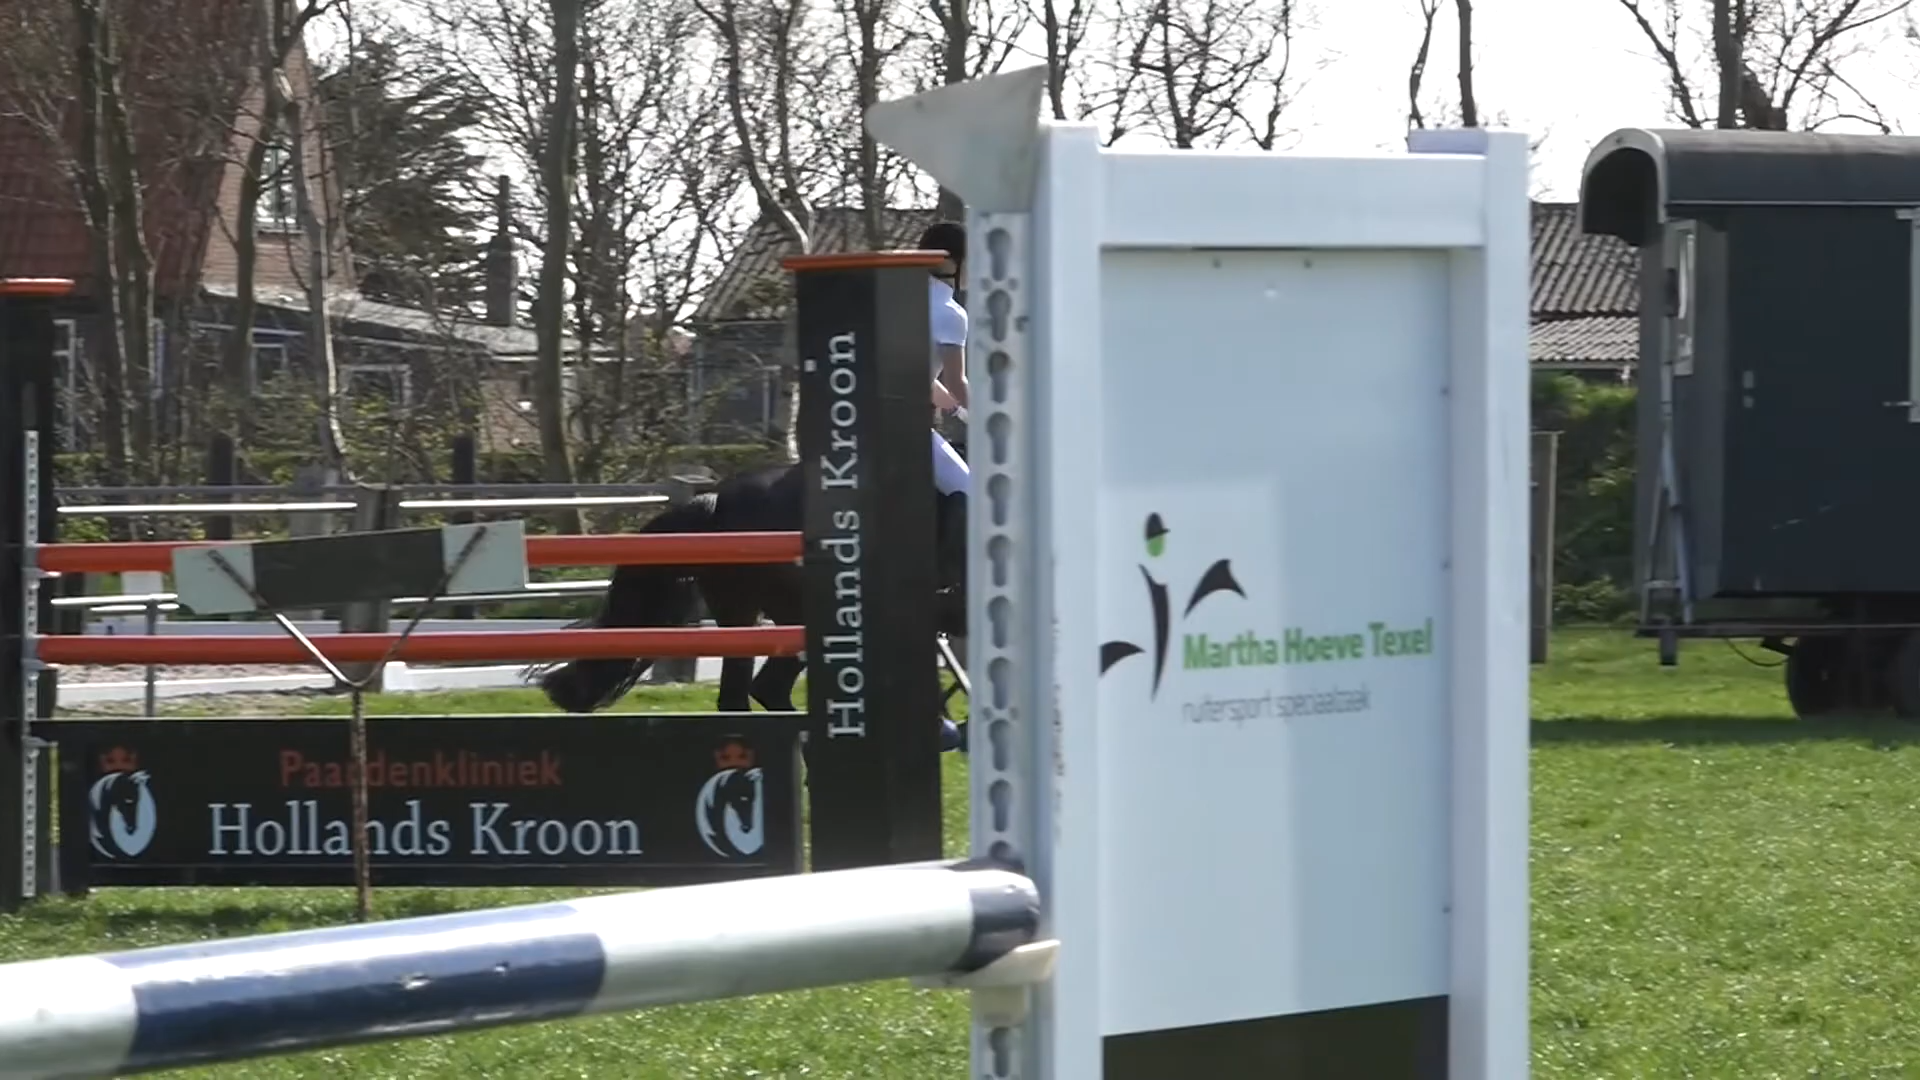 Hollands Kroon
Paardenkliniek
Hollands Kroon
Martha Hoeve Texel
ruitersport speciaalzaak